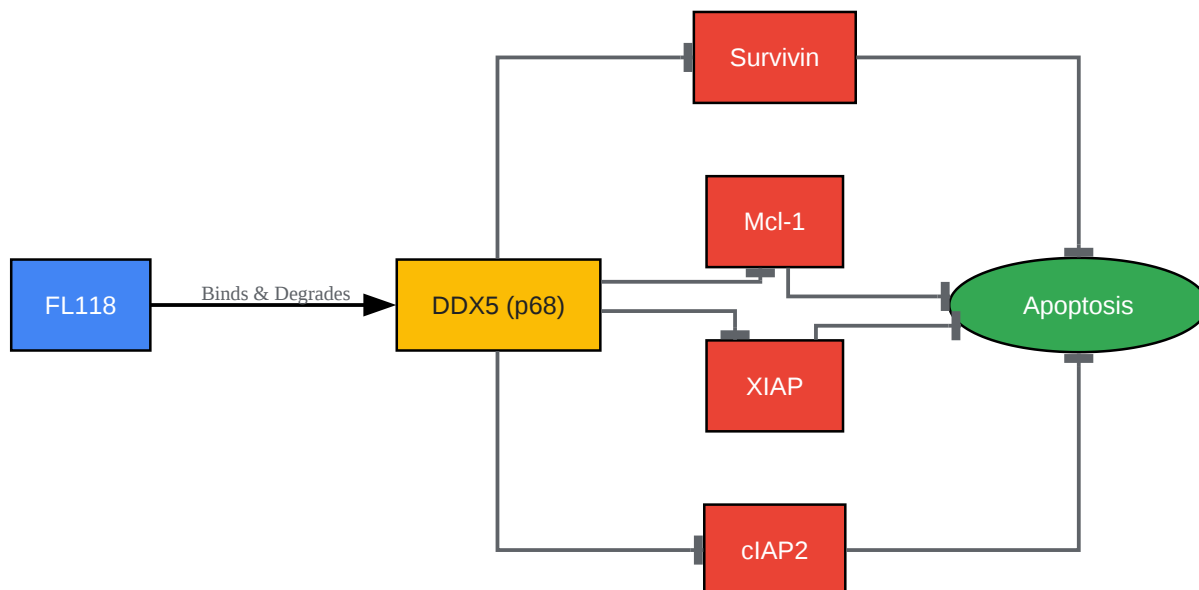 Survivin
Mcl-1
FL118
Binds & Degrades
DDX5 (p68)
Apoptosis
XIAP
cIAP2